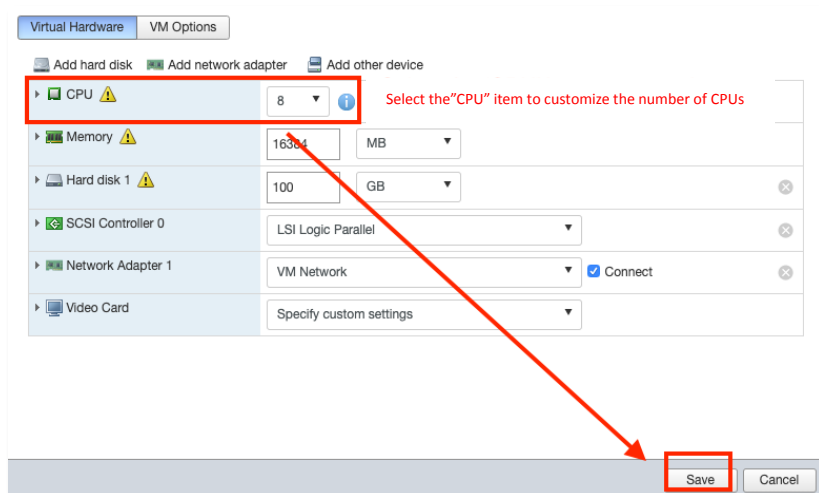 Virtual Hardware VM Options
Add hard disk Add network adapter Add other device
CPU 8 Select the"CPU" item to customize the number of CPUs
Memory 16384 MB
Hard disk 1 100 GB
SCSI Controller 0 LSI Logic Parallel
Network Adapter 1 VM Network Connect
Video Card Specify custom settings
Save Cancel